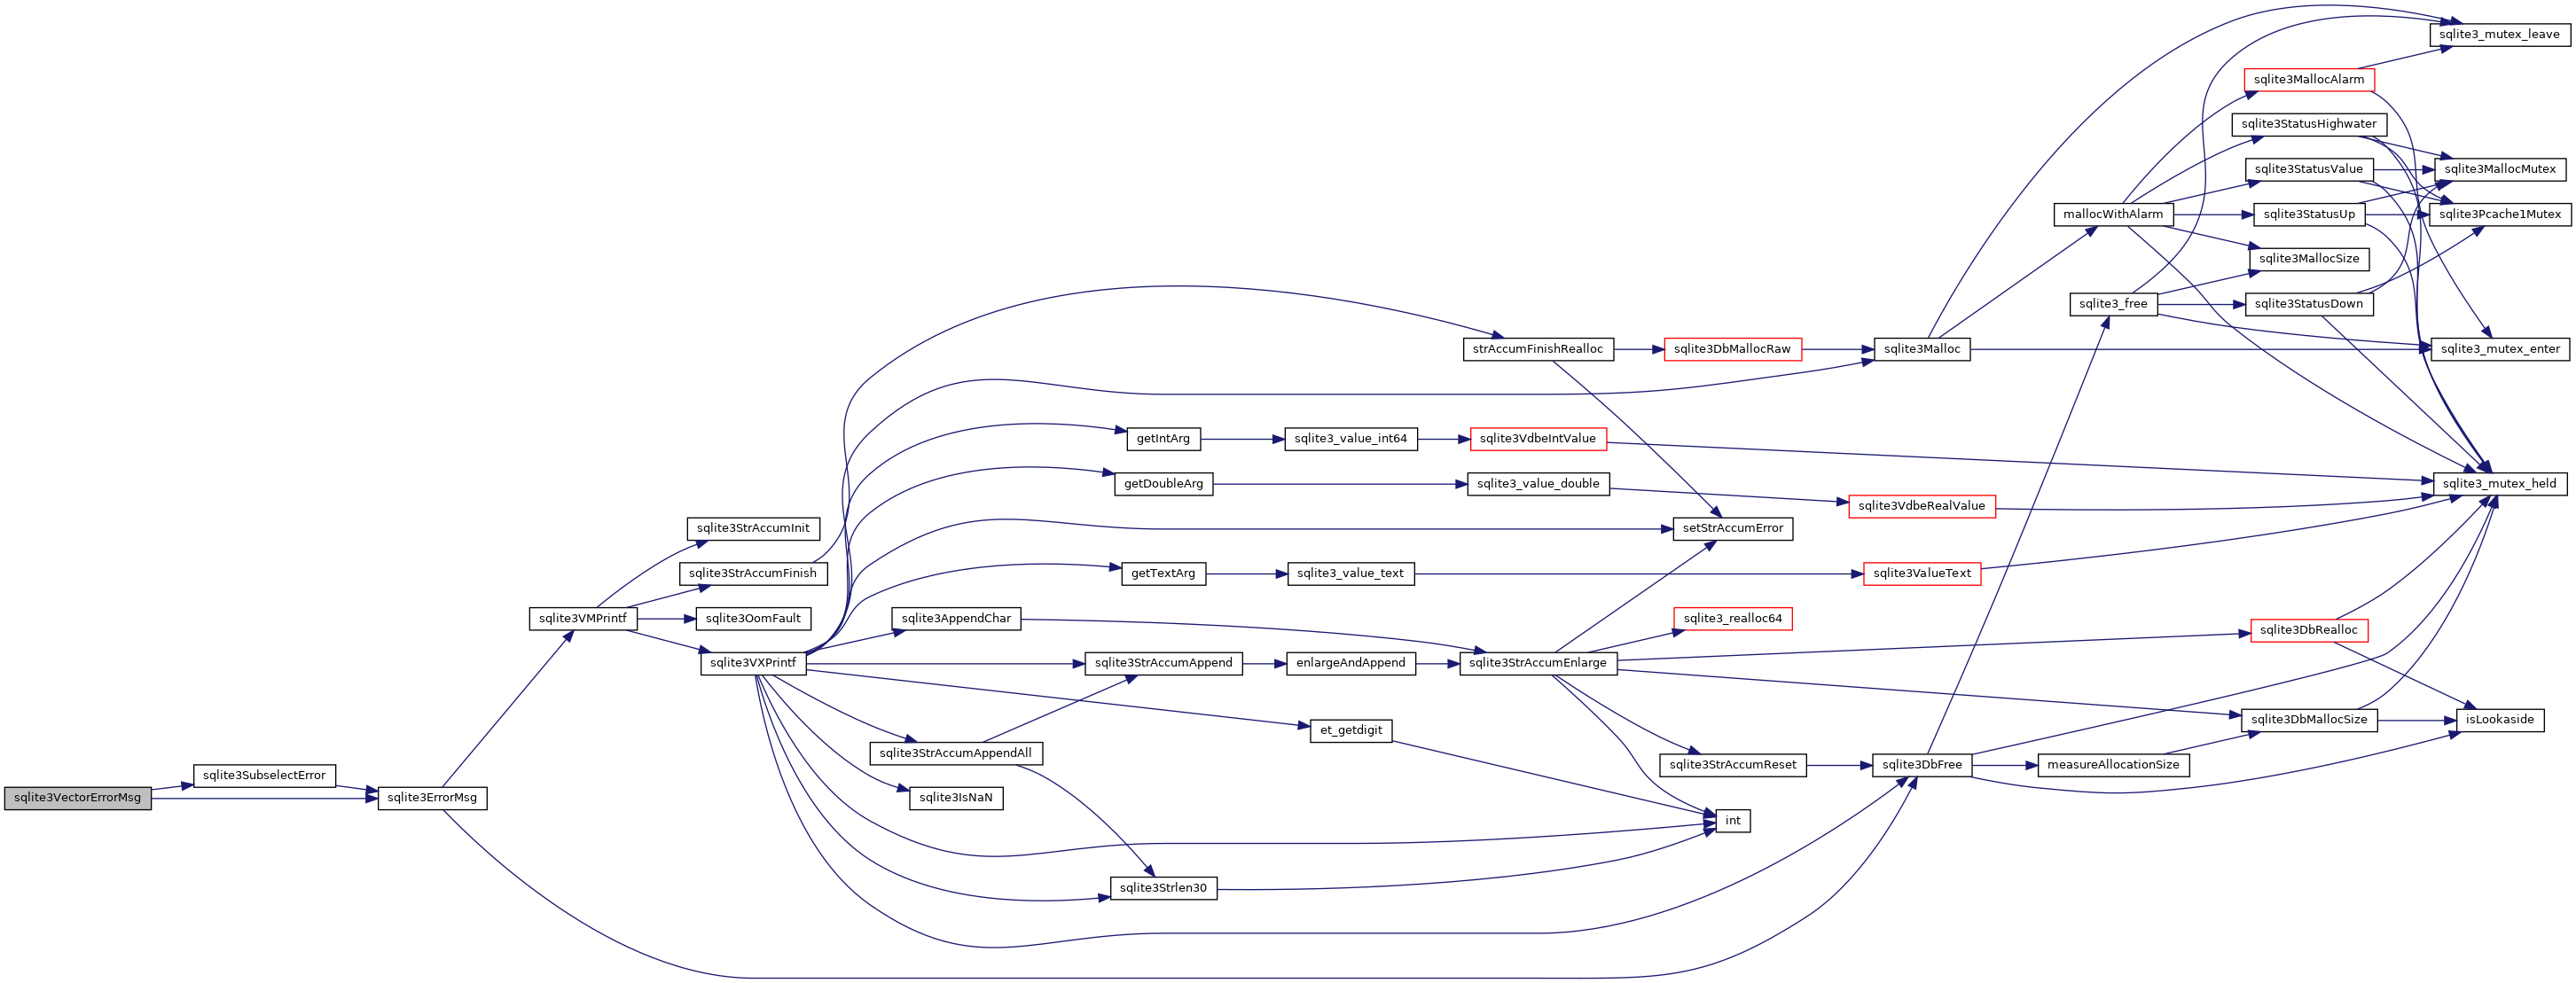 sqlite3_mutex_leave
sqlite3MallocAlarm
sqlite3StatusHighwater
sqlite3StatusValue
sqlite3MallocMutex
mallocWithAlarm
sqlite3StatusUp
sqlite3Pcache1Mutex
sqlite3MallocSize
sqlite3_free
sqlite3StatusDown
strAccumFinishRealloc
sqlite3DbMallocRaw
sqlite3Malloc
sqlite3_mutex_enter
getIntArg
sqlite3_value_int64
sqlite3VdbeIntValue
getDoubleArg
sqlite3_value_double
sqlite3_mutex_held
sqlite3VdbeRealValue
sqlite3StrAccumInit
setStrAccumError
sqlite3StrAccumFinish
getTextArg
sqlite3_value_text
sqlite3ValueText
sqlite3VMPrintf
sqlite3OomFault
sqlite3AppendChar
sqlite3_realloc64
sqlite3DbRealloc
sqlite3VXPrintf
sqlite3StrAccumAppend
enlargeAndAppend
sqlite3StrAccumEnlarge
et_getdigit
sqlite3DbMallocSize
isLookaside
sqlite3StrAccumAppendAll
sqlite3StrAccumReset
sqlite3DbFree
measureAllocationSize
sqlite3SubselectError
sqlite3VectorErrorMsg
sqlite3ErrorMsg
sqlite3IsNaN
int
sqlite3Strlen30